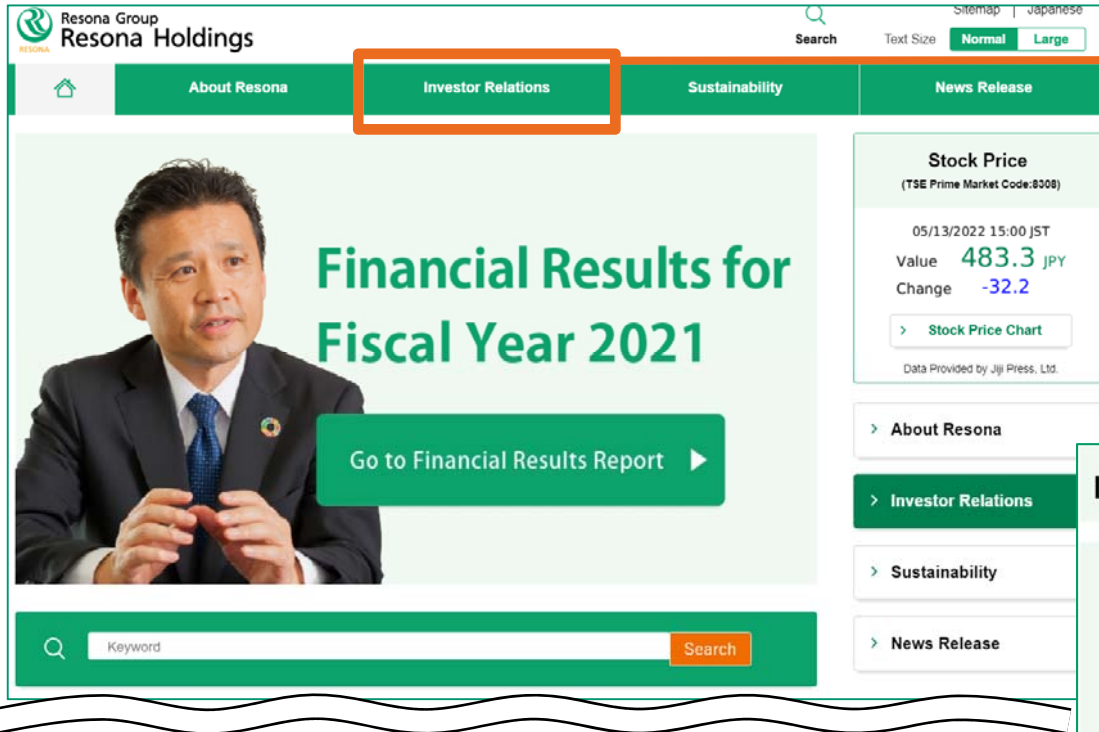 Resona Group
Resona Holdings
RESONA
Search
Sitemap | Japanese
Text Size Normal Large
About Resona
Investor Relations
Sustainability
News Release
Financial Results for
Fiscal Year 2021
Go to Financial Results Report
Stock Price
(TSE Prime Market Code:8308)
05/13/2022 15:00 JST
Value 483.3 JPY
Change -32.2
> Stock Price Chart
Data Provided by Jiji Press, Ltd.
> About Resona
> Investor Relations
> Sustainability
> News Release
Keyword
Search